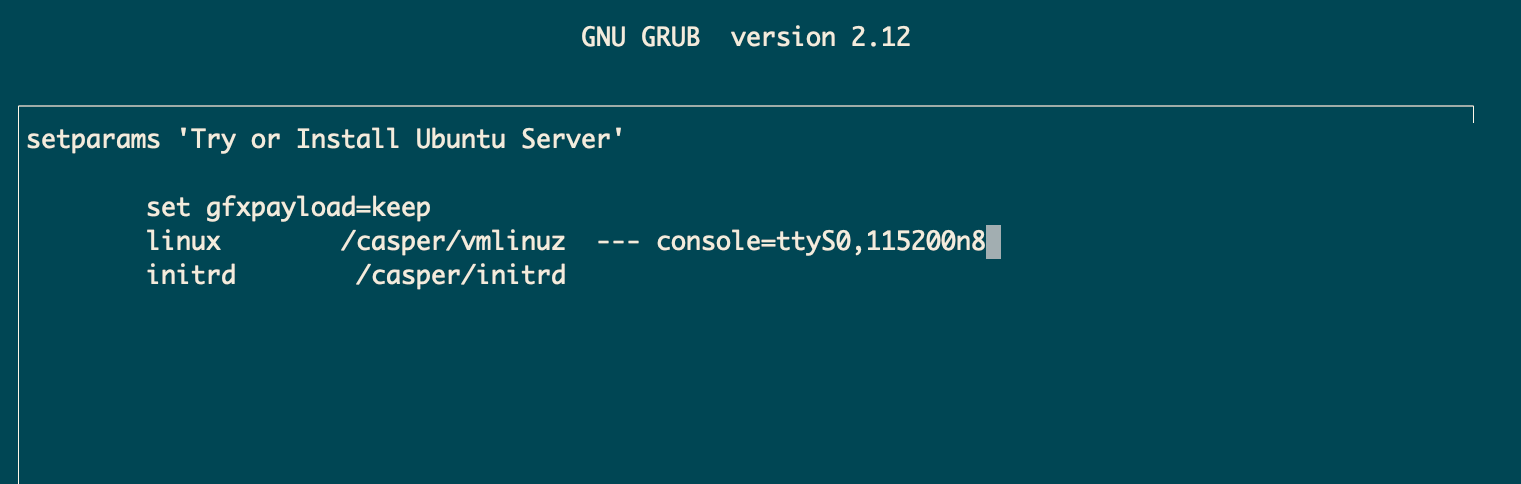 GNU GRUB  version 2.12
setparams 'Try or Install Ubuntu Server'
set gfxpayload=keep
linux        /casper/vmlinuz  --- console=ttyS0,115200n8
initrd        /casper/initrd